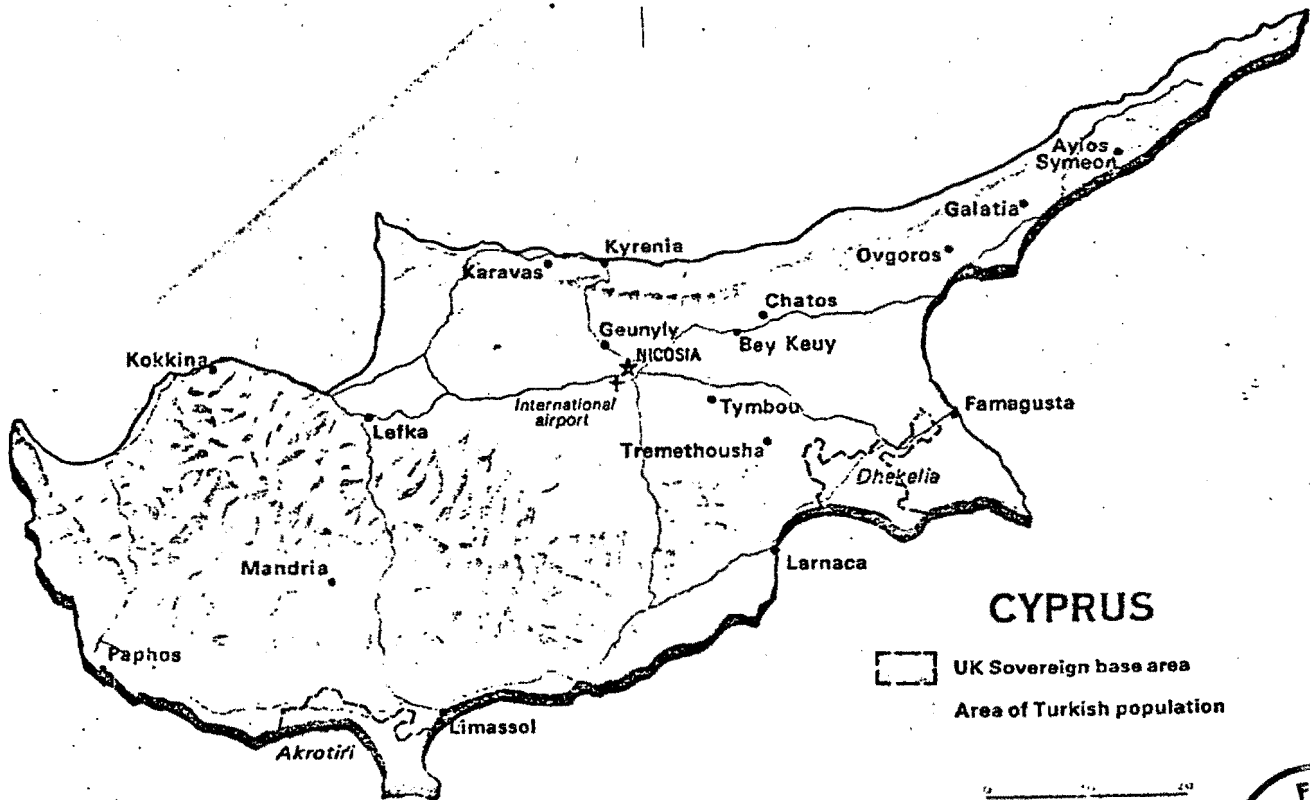 Ayios
Symeon
Galatia
Ovgoros
Kyrenia
Karavas
Chatos
Geunyly
Bey Keuy
NICOSIA
Kokkina
International
airport
Tymbou
Famagusta
Lefka
Tremethousha
Dhekelia
Mandria
Larnaca
CYPRUS
Paphos
UK Sovereign base area
Area of Turkish population
Limassol
Akrotiri